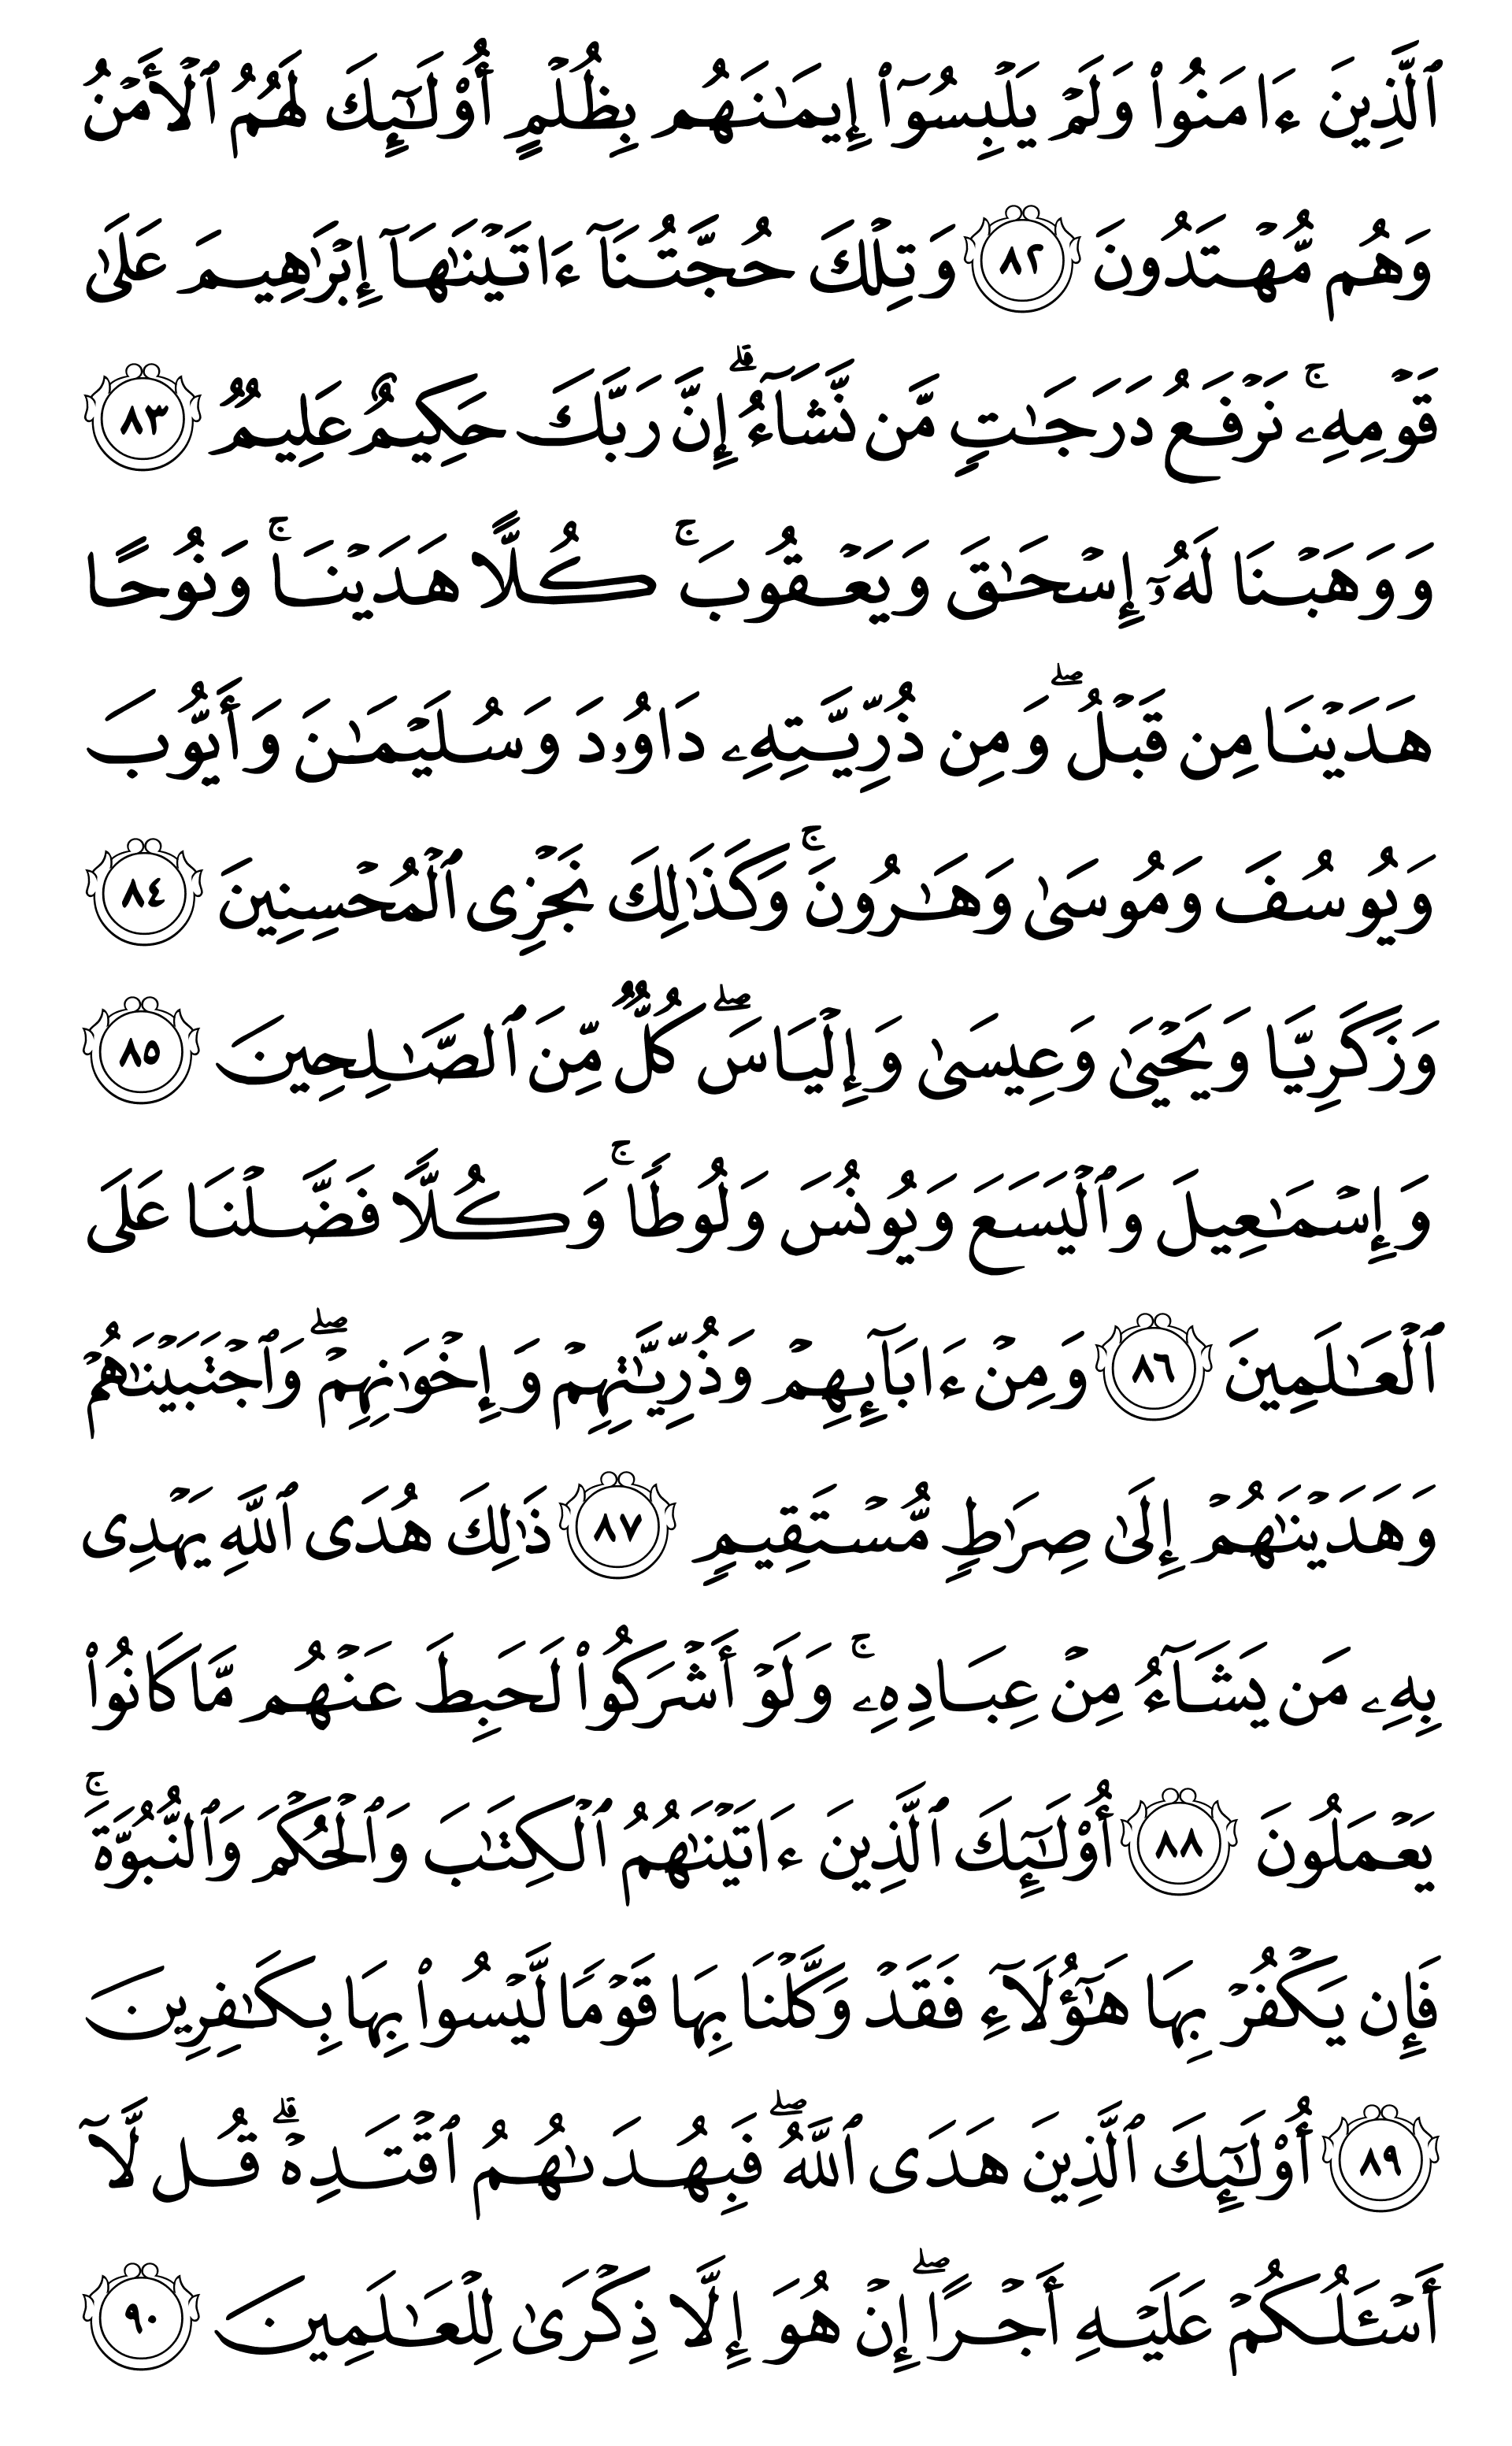 ٱلَّذِينَ ءَامَنُوا۟ وَلَمْ يَلْبِسُوٓا۟ إِيمَـٰنَهُم بِظُلْمٍ أُو۟لَـٰٓئِكَ لَهُمُ ٱلْأَمْنُ
وَهُم مُّهْتَدُونَ ٨٢ وَتِلْكَ حُجَّتُنَآ ءَاتَيْنَـٰهَآ إِبْرَٰهِيمَ عَلَىٰ
قَوْمِهِۦ ۚ نَرْفَعُ دَرَجَـٰتٍ مَّن نَّشَآءُ ۗ إِنَّ رَبَّكَ حَكِيمٌ عَلِيمٌ ٨٣
وَوَهَبْنَا لَهُۥٓ إِسْحَـٰقَ وَيَعْقُوبَ ۚ كُلًّا هَدَيْنَا ۚ وَنُوحًا
هَدَيْنَا مِن قَبْلُ ۖ وَمِن ذُرِّيَّتِهِۦ دَاوُۥدَ وَسُلَيْمَـٰنَ وَأَيُّوبَ
وَيُوسُفَ وَمُوسَىٰ وَهَـٰرُونَ ۚ وَكَذَٰلِكَ نَجْزِى ٱلْمُحْسِنِينَ ٨٤
وَزَكَرِيَّا وَيَحْيَىٰ وَعِيسَىٰ وَإِلْيَاسَ ۖ كُلٌّ مِّنَ ٱلصَّـٰلِحِينَ ٨٥
وَإِسْمَـٰعِيلَ وَٱلْيَسَعَ وَيُونُسَ وَلُوطًا ۚ وَكُلًّا فَضَّلْنَا عَلَى
ٱلْعَـٰلَمِينَ ٨٦ وَمِنْ ءَابَآئِهِمْ وَذُرِّيَّـٰتِهِمْ وَإِخْوَٰنِهِمْ ۖ وَٱجْتَبَيْنَـٰهُمْ
وَهَدَيْنَـٰهُمْ إِلَىٰ صِرَٰطٍ مُّسْتَقِيمٍ ٨٧ ذَٰلِكَ هُدَى ٱللَّهِ يَهْدِى
بِهِۦ مَن يَشَآءُ مِنْ عِبَادِهِۦ ۚ وَلَوْ أَشْرَكُوا۟ لَحَبِطَ عَنْهُم مَّا كَانُوا۟
يَعْمَلُونَ ٨٨ أُو۟لَـٰٓئِكَ ٱلَّذِينَ ءَاتَيْنَـٰهُمُ ٱلْكِتَـٰبَ وَٱلْحُكْمَ وَٱلنُّبُوَّةَ ۚ
فَإِن يَكْفُرْ بِهَا هَـٰٓؤُلَآءِ فَقَدْ وَكَّلْنَا بِهَا قَوْمًا لَّيْسُوا۟ بِهَا بِكَـٰفِرِينَ
٨٩ أُو۟لَـٰٓئِكَ ٱلَّذِينَ هَدَى ٱللَّهُ ۖ فَبِهُدَىٰهُمُ ٱقْتَدِهْ ۗ قُل لَّآ
أَسْـَٔلُكُمْ عَلَيْهِ أَجْرًا ۖ إِنْ هُوَ إِلَّا ذِكْرَىٰ لِلْعَـٰلَمِينَ ٩٠